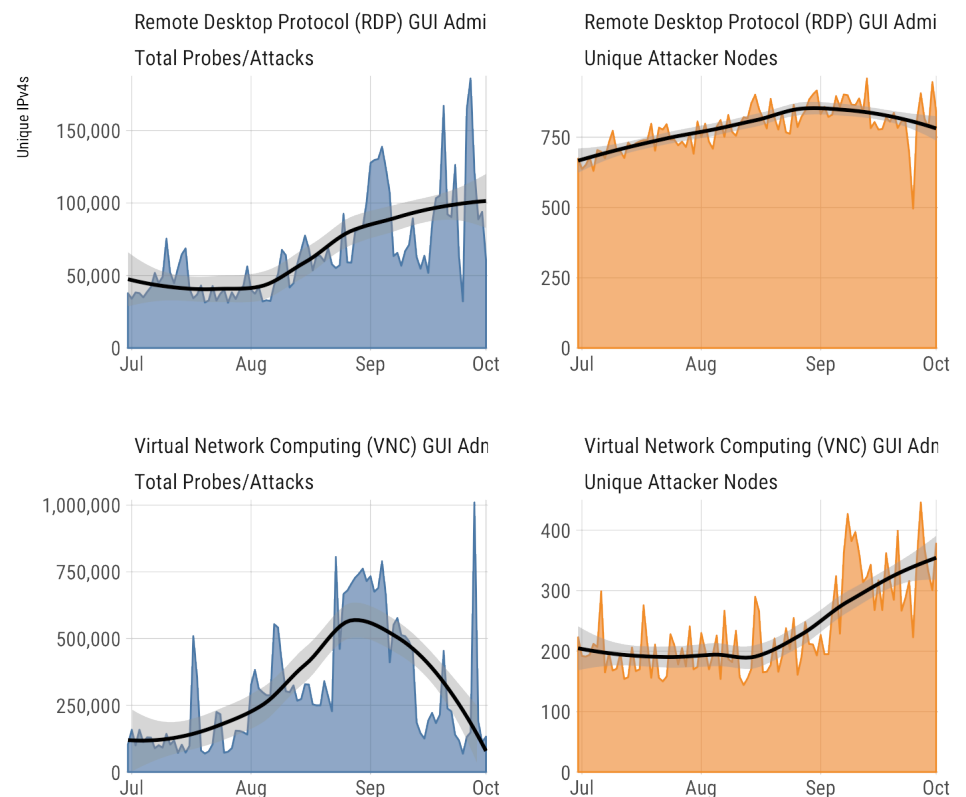 Remote Desktop Protocol (RDP) GUI Admi
Total Probes/Attacks
Unique IPv4s
150,000
100,000
50,000
0
Jul Aug Sep Oct
Remote Desktop Protocol (RDP) GUI Admi
Unique Attacker Nodes
750
500
250
0
Jul Aug Sep Oct
Virtual Network Computing (VNC) GUI Adn
Total Probes/Attacks
1,000,000
750,000
500,000
250,000
0
Jul Aug Sep Oct
Virtual Network Computing (VNC) GUI Adn
Unique Attacker Nodes
400
300
200
100
0
Jul Aug Sep Oct